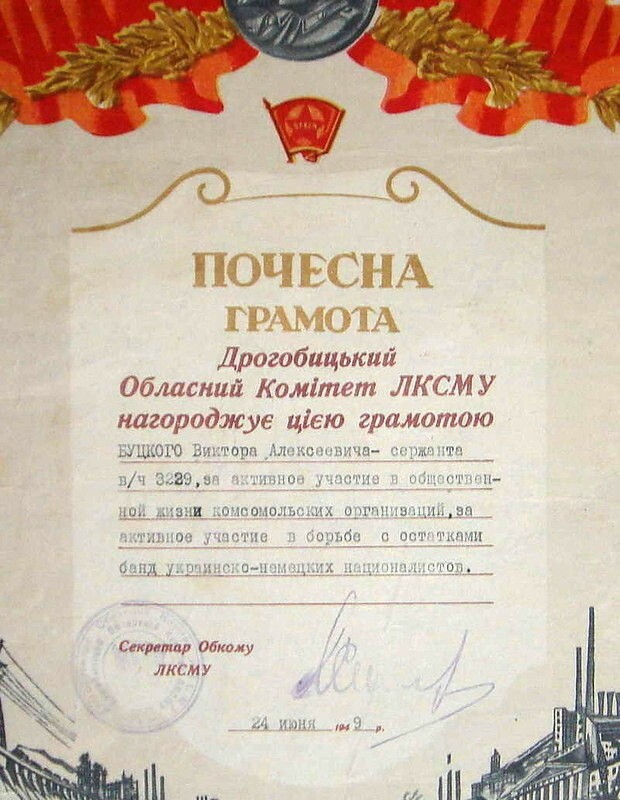 ПОЧЕСНА
ГРАМОТА
Дрогобицький
Обласний Комітет ЛКСМУ
нагороджує цією грамотою
БУЦКОГО Виктора Алексеевича- сержанта
в/ч 3229,за активное участие в обществен-
ной жизни комсомольских организаций,за
активное участие в борьбе с остатками
банд украинско-немецких националистов.
Секретар Обкому
ЛКСМУ
24 июня 1949 р.